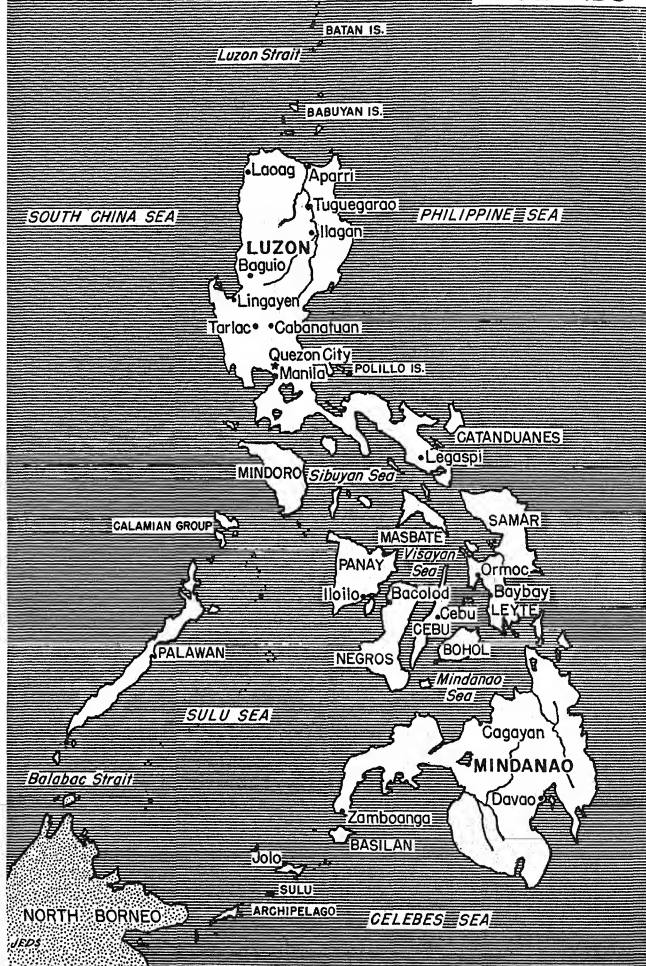 BATAN IS.
Luzon Strait
BABUYAN IS.
Laoag
Aparri
Tuguegarao
SOUTH CHINA SEA
PHILIPPINE SEA
Ilagan
LUZON
Baguio
Lingayen
Tarlac
Cabanatuan
Quezon City
POLILLO IS.
Manila
CATANDUANES
Legaspi
MINDORO
Sibuyan Sea
SAMAR
CALAMIAN GROUP
MASBATE
Visayan
Sea
PANAY
Ormoc
Iloilo
Bacolod
Baybay
LEYTE
Cebu
CEBU
BOHOL
PALAWAN
NEGROS
Mindanao
Sea
SULU SEA
Cagayan
MINDANAO
Balabac Strait
Davao
Zamboanga
BASILAN
Jolo
SULU
ARCHIPELAGO
NORTH BORNEO
CELEBES SEA
JEDS